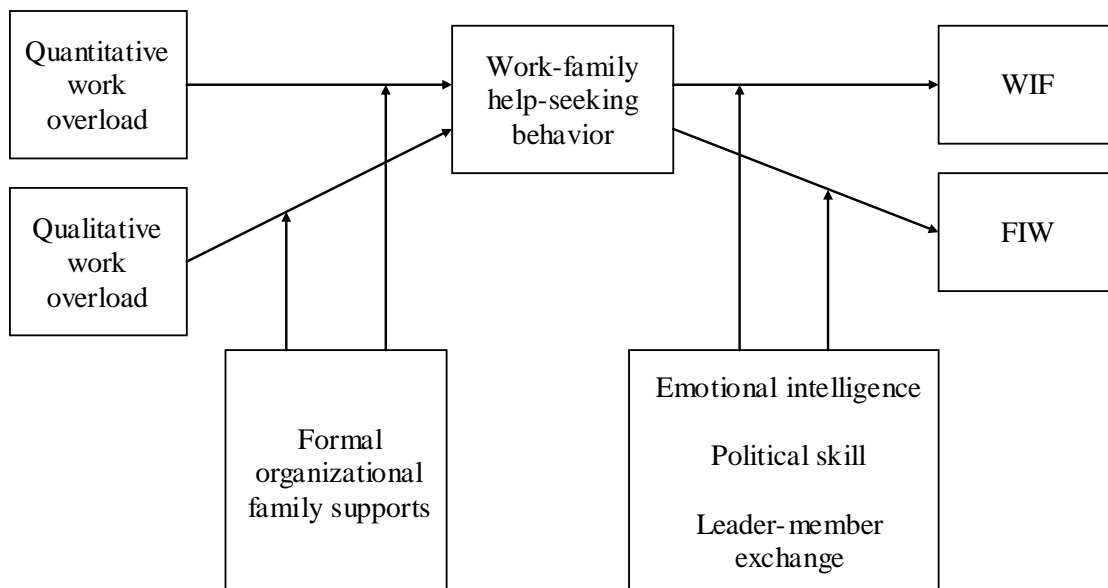 Quantitative
work
overload
Work-family
help-seeking
behavior
WIF
Qualitative
work
overload
FIW
Formal
organizational
family supports
Emotional intelligence
Political skill
Leader-member
exchange